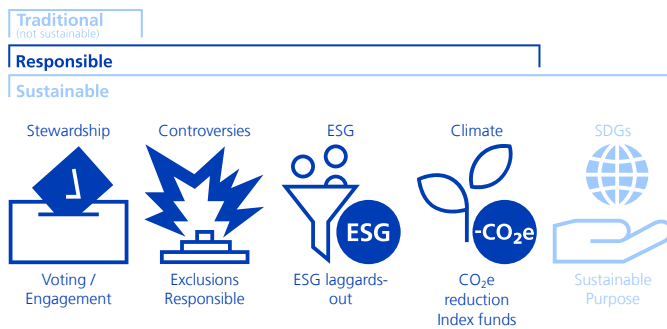 Traditional
(not sustainable)
Responsible
Sustainable
Stewardship
Controversies
ESG
Climate
SDGs
ESG
-CO₂e
Voting /
Engagement
Exclusions
Responsible
ESG laggards-
out
CO₂e
reduction
Index funds
Sustainable
Purpose